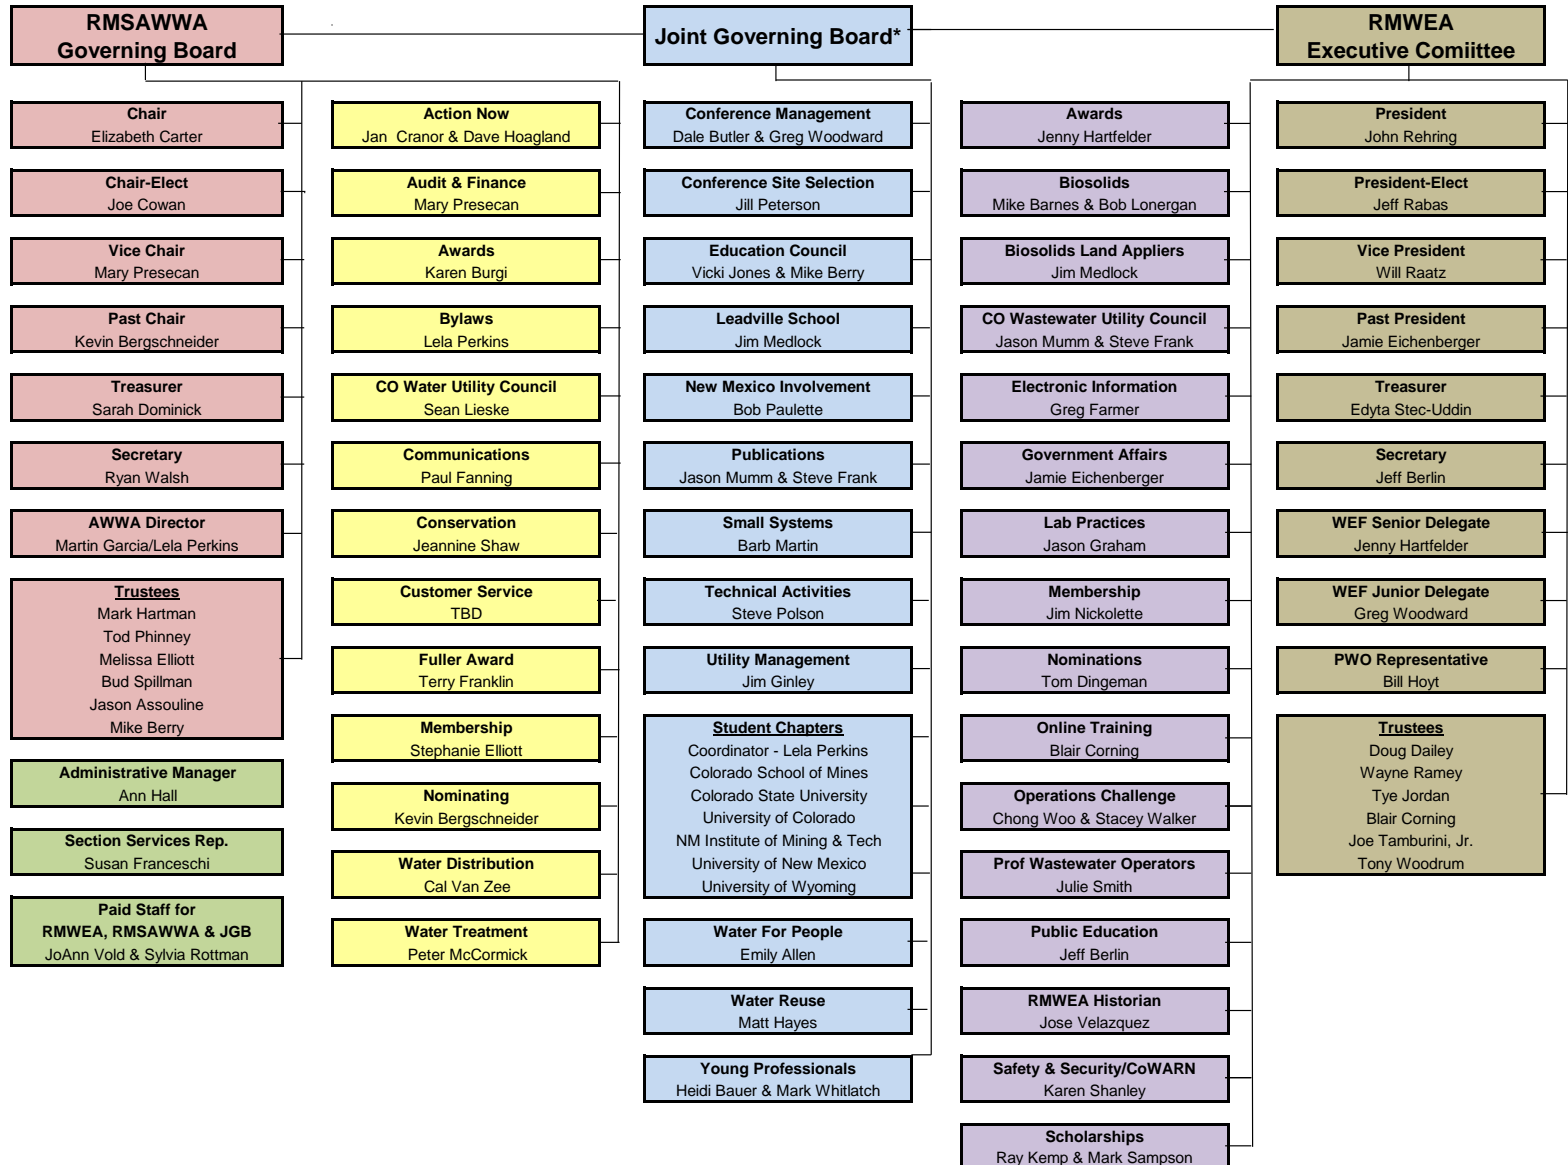 RMSAWWA
Governing Board
Joint Governing Board*
RMWEA
Executive Comiittee
Chair
Elizabeth Carter
Chair-Elect
Joe Cowan
Vice Chair
Mary Presecan
Past Chair
Kevin Bergschneider
Treasurer
Sarah Dominick
Secretary
Ryan Walsh
AWWA Director
Martin Garcia/Lela Perkins
Trustees
Mark Hartman
Tod Phinney
Melissa Elliott
Bud Spillman
Jason Assouline
Mike Berry
Administrative Manager
Ann Hall
Section Services Rep.
Susan Franceschi
Paid Staff for
RMWEA, RMSAWWA & JGB
JoAnn Vold & Sylvia Rottman
Action Now
Jan Cranor & Dave Hoagland
Audit & Finance
Mary Presecan
Awards
Karen Burgi
Bylaws
Lela Perkins
CO Water Utility Council
Sean Lieske
Communications
Paul Fanning
Conservation
Jeannine Shaw
Customer Service
TBD
Fuller Award
Terry Franklin
Membership
Stephanie Elliott
Nominating
Kevin Bergschneider
Water Distribution
Cal Van Zee
Water Treatment
Peter McCormick
Conference Management
Dale Butler & Greg Woodward
Conference Site Selection
Jill Peterson
Education Council
Vicki Jones & Mike Berry
Leadville School
Jim Medlock
New Mexico Involvement
Bob Paulette
Publications
Jason Mumm & Steve Frank
Small Systems
Barb Martin
Technical Activities
Steve Polson
Utility Management
Jim Ginley
Student Chapters
Coordinator - Lela Perkins
Colorado School of Mines
Colorado State University
University of Colorado
NM Institute of Mining & Tech
University of New Mexico
University of Wyoming
Water For People
Emily Allen
Water Reuse
Matt Hayes
Young Professionals
Heidi Bauer & Mark Whitlatch
Awards
Jenny Hartfelder
Biosolids
Mike Barnes & Bob Lonergan
Biosolids Land Appliers
Jim Medlock
CO Wastewater Utility Council
Jason Mumm & Steve Frank
Electronic Information
Greg Farmer
Government Affairs
Jamie Eichenberger
Lab Practices
Jason Graham
Membership
Jim Nickolette
Nominations
Tom Dingeman
Online Training
Blair Corning
Operations Challenge
Chong Woo & Stacey Walker
Prof Wastewater Operators
Julie Smith
Public Education
Jeff Berlin
RMWEA Historian
Jose Velazquez
Safety & Security/CoWARN
Karen Shanley
Scholarships
Ray Kemp & Mark Sampson
President
John Rehring
President-Elect
Jeff Rabas
Vice President
Will Raatz
Past President
Jamie Eichenberger
Treasurer
Edyta Stec-Uddin
Secretary
Jeff Berlin
WEF Senior Delegate
Jenny Hartfelder
WEF Junior Delegate
Greg Woodward
PWO Representative
Bill Hoyt
Trustees
Doug Dailey
Wayne Ramey
Tye Jordan
Blair Corning
Joe Tamburini, Jr.
Tony Woodrum